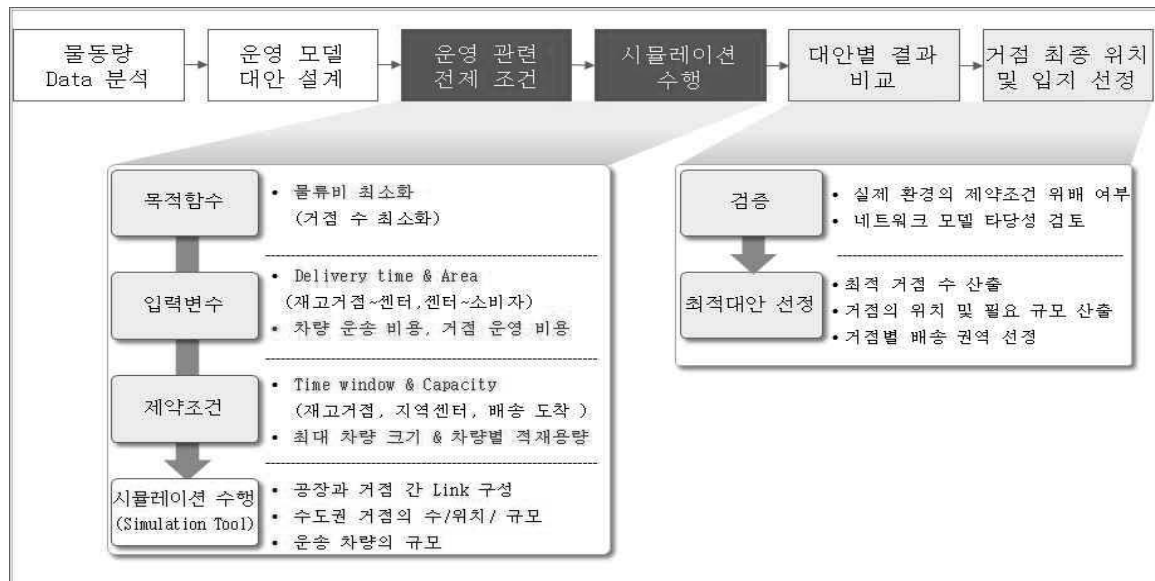 물동량
Data 분석
운영 모델
대안 설계
운영 관련
전제 조건
시뮬레이션
수행
대안별 결과
비교
거점 최종 위치
및 입지 선정
목적함수
• 물류비 최소화
(거점 수 최소화)
입력변수
• Delivery time & Area
(재고거점~센터,센터~소비자)
• 차량 운송 비용, 거점 운영 비용
제약조건
• Time window & Capacity
(재고거점, 지역센터, 배송 도착 )
• 최대 차량 크기 & 차량별 적재용량
시뮬레이션 수행
(Simulation Tool)
• 공장과 거점 간 Link 구성
• 수도권 거점의 수/위치/ 규모
• 운송 차량의 규모
검증
• 실제 환경의 제약조건 위배 여부
• 네트워크 모델 타당성 검토
최적대안 선정
• 최적 거점 수 산출
• 거점의 위치 및 필요 규모 산출
• 거점별 배송 권역 선정